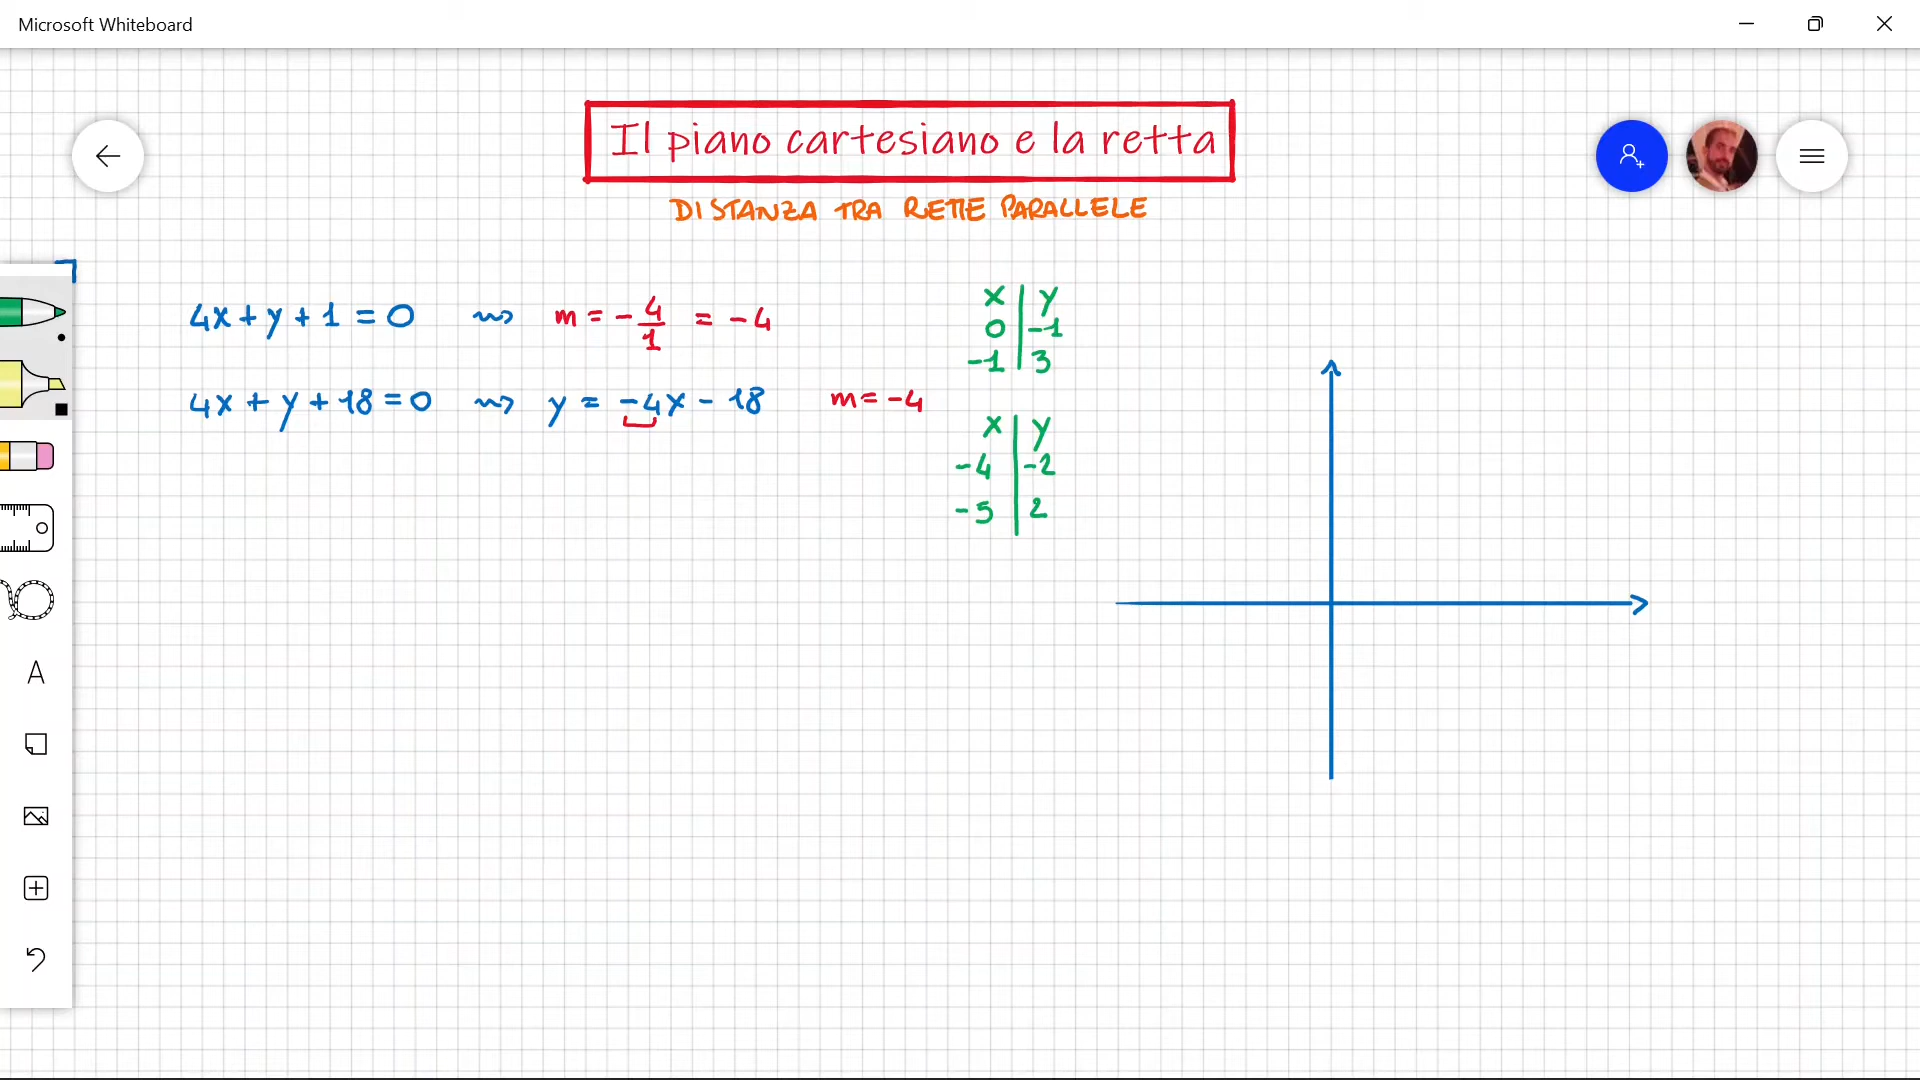 Microsoft Whiteboard
Il piano cartesiano e la retta
DISTANZA TRA RETTE PARALLELE
4x + y + 1 = 0 ⇝ m = - 4/1 = -4
x | y
0 | -1
-1 | 3
4x + y + 18 = 0 ⇝ y = -4x - 18 m = -4
x | y
-4 | -2
-5 | 2
A